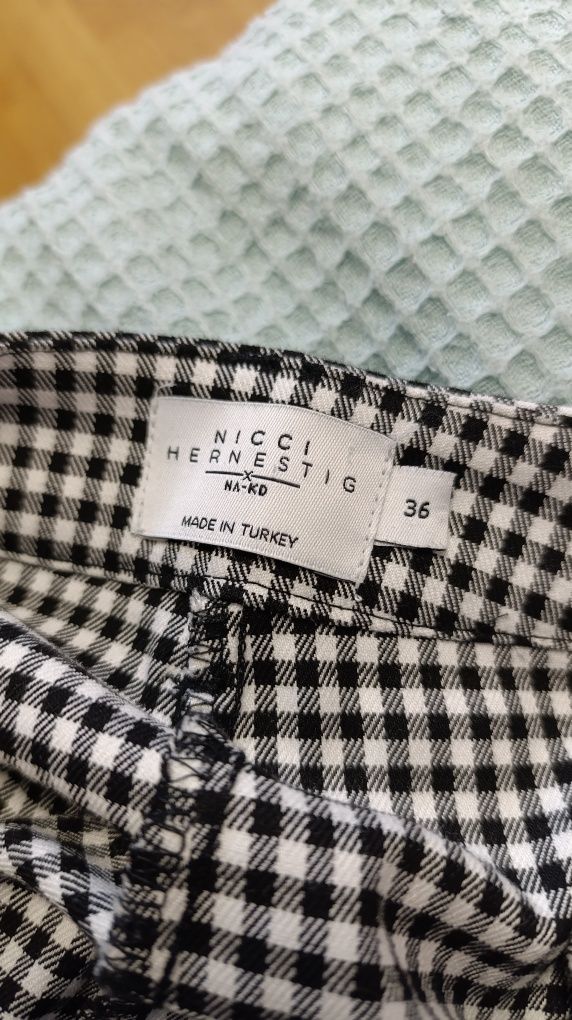 NICCI
HERNESTIG
x
NA-KD
MADE IN TURKEY
36